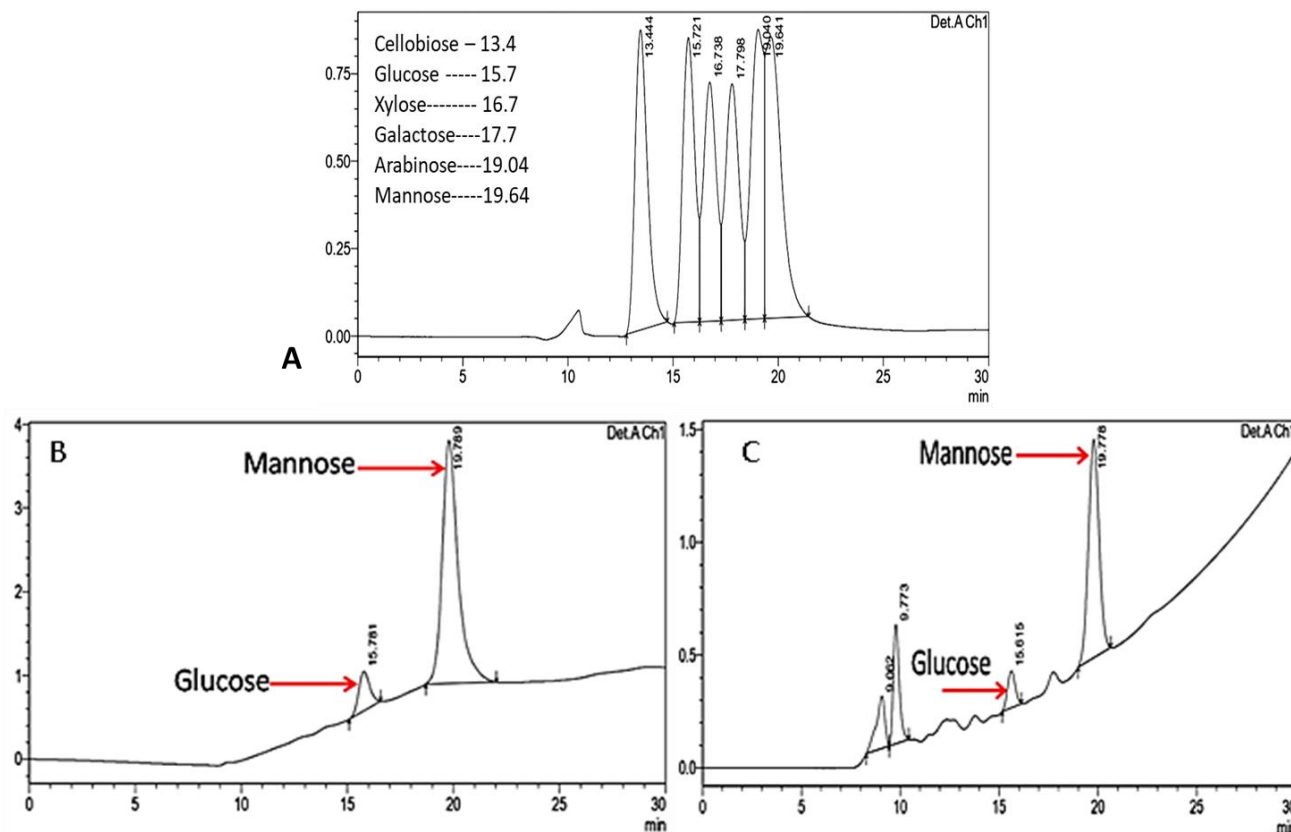 Det.A Ch1
Cellobiose – 13.4
Glucose ----- 15.7
Xylose-------- 16.7
Galactose----17.7
Arabinose----19.04
Mannose-----19.64
13.444
15.721
16.738
17.798
19.040
19.641
0.75
0.50
0.25
0.00
0 5 10 15 20 25 30
min
A
B
Det.A Ch1
Mannose
19.789
Glucose
15.781
4
3
2
1
0
0 5 10 15 20 25 30
min
C
Det.A Ch1
Mannose
19.778
Glucose
9.062
9.773
15.615
1.5
1.0
0.5
0.0
0 5 10 15 20 25 30
min